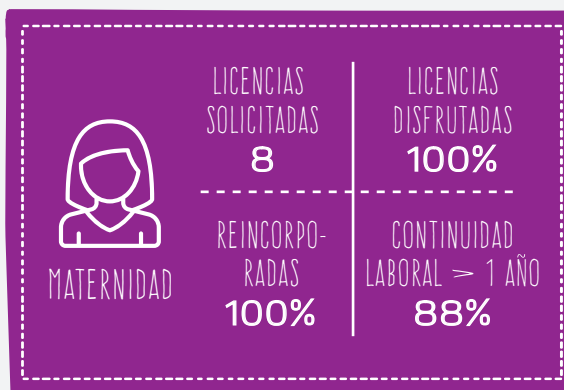 LICENCIAS
SOLICITADAS
8
LICENCIAS
DISFRUTADAS
100%
MATERNIDAD
REINCORPO-
RADAS
100%
CONTINUIDAD
LABORAL > 1 AÑO
88%